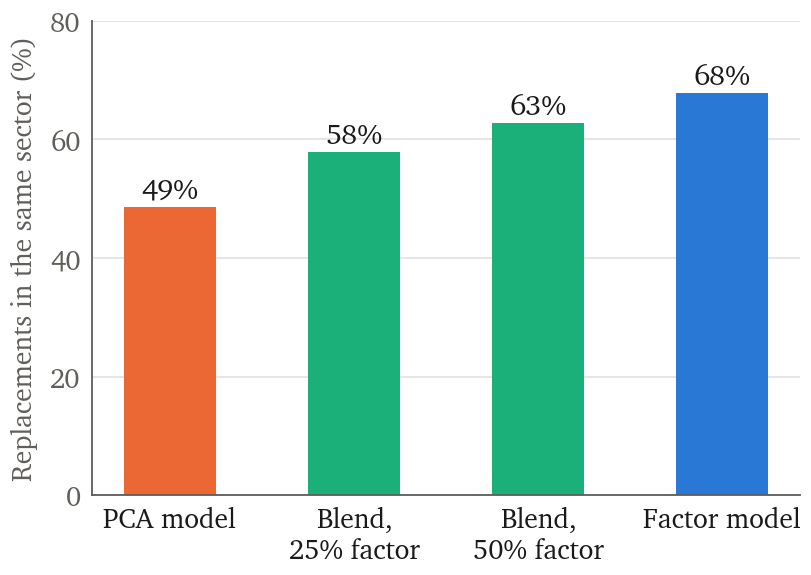 Replacements in the same sector (%)
80
60
40
20
0
49%
58%
63%
68%
PCA model
Blend,
25% factor
Blend,
50% factor
Factor model